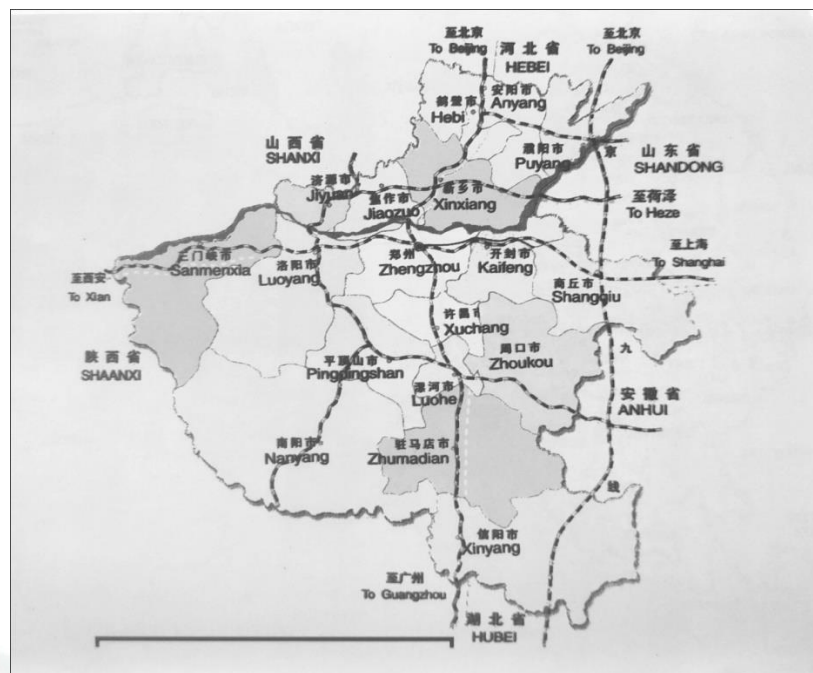 至北京
To Beijing
河北省
HEBEI
至北京
To Beijing
安阳市
Anyang
鹤壁市
Hebi
山西省
SHANXI
濮阳市
Puyang
京
山东省
SHANDONG
济源市
Jiyuan
焦作市
Jiaozuo
新乡市
Xinxiang
至荷泽
To Heze
三门峡市
Sanmenxia
洛阳市
Luoyang
郑州
Zhengzhou
开封市
Kaifeng
至上海
To Shanghai
至西安
To Xian
商丘市
Shangqiu
许昌市
Xuchang
陕西省
SHAANXI
平顶山市
Pingdingshan
周口市
Zhoukou
九
漯河市
Luohe
安徽省
ANHUI
南阳市
Nanyang
驻马店市
Zhumadian
线
信阳市
Xinyang
至广州
To Guangzhou
湖北省
HUBEI